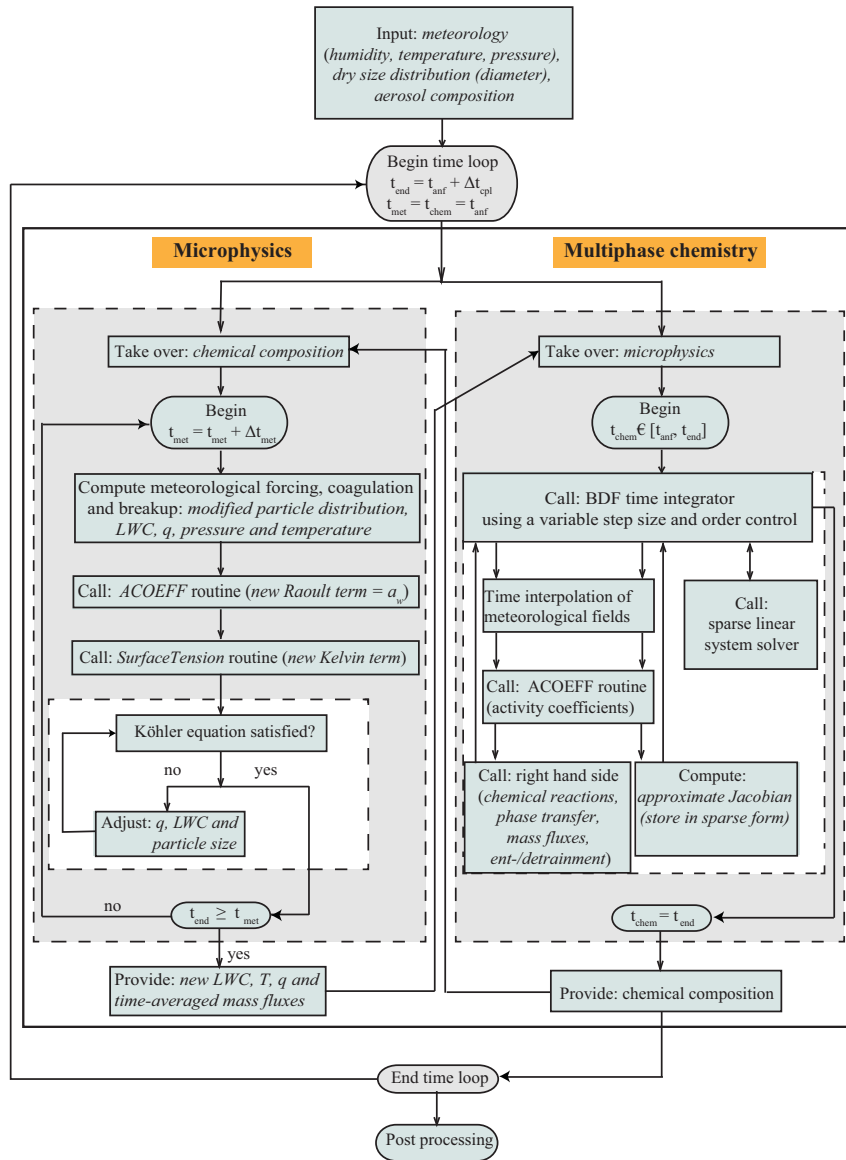 Input: meteorology
(humidity, temperature, pressure),
dry size distribution (diameter),
aerosol composition
Begin time loop
t_end = t_anf + Δt_cpl
t_met = t_chem = t_anf
Microphysics
Take over: chemical composition
Begin
t_met = t_met + Δt_met
Compute meteorological forcing, coagulation
and breakup: modified particle distribution,
LWC, q, pressure and temperature
Call: ACOEFF routine (new Raoult term = a_w)
Call: SurfaceTension routine (new Kelvin term)
Köhler equation satisfied?
no
yes
Adjust: q, LWC and
particle size
no
t_end ≥ t_met
yes
Provide: new LWC, T, q and
time-averaged mass fluxes
Multiphase chemistry
Take over: microphysics
Begin
t_chem € [t_anf, t_end]
Call: BDF time integrator
using a variable step size and order control
Time interpolation of
meteorological fields
Call: ACOEFF routine
(activity coefficients)
Call:
sparse linear
system solver
Call: right hand side
(chemical reactions,
phase transfer,
mass fluxes,
ent-/detrainment)
Compute:
approximate Jacobian
(store in sparse form)
t_chem = t_end
Provide: chemical composition
End time loop
Post processing